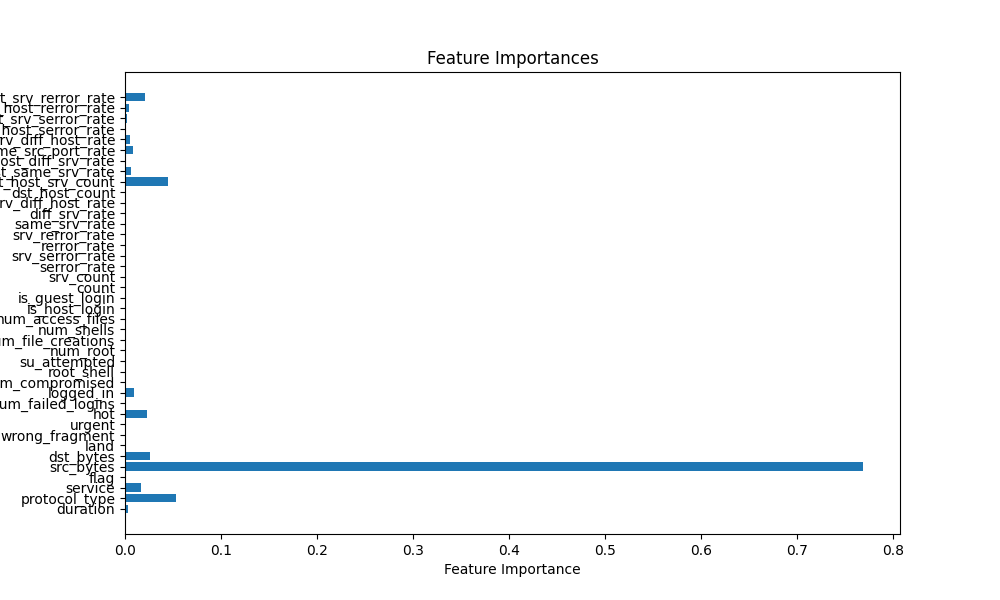 Feature Importances
t_srv_rerror_rate
host_rerror_rate
t_srv_serror_rate
host_serror_rate
rv_diff_host_rate
me_src_port_rate
ost_diff_srv_rate
t_same_srv_rate
t_host_srv_count
dst_host_count
rv_diff_host_rate
diff_srv_rate
same_srv_rate
srv_rerror_rate
rerror_rate
srv_serror_rate
serror_rate
srv_count
count
is_guest_login
is_host_login
num_access_files
num_shells
um_file_creations
num_root
su_attempted
root_shell
m_compromised
logged_in
um_failed_logins
hot
urgent
wrong_fragment
land
dst_bytes
src_bytes
flag
service
protocol_type
duration
0.0 0.1 0.2 0.3 0.4 0.5 0.6 0.7 0.8
Feature Importance